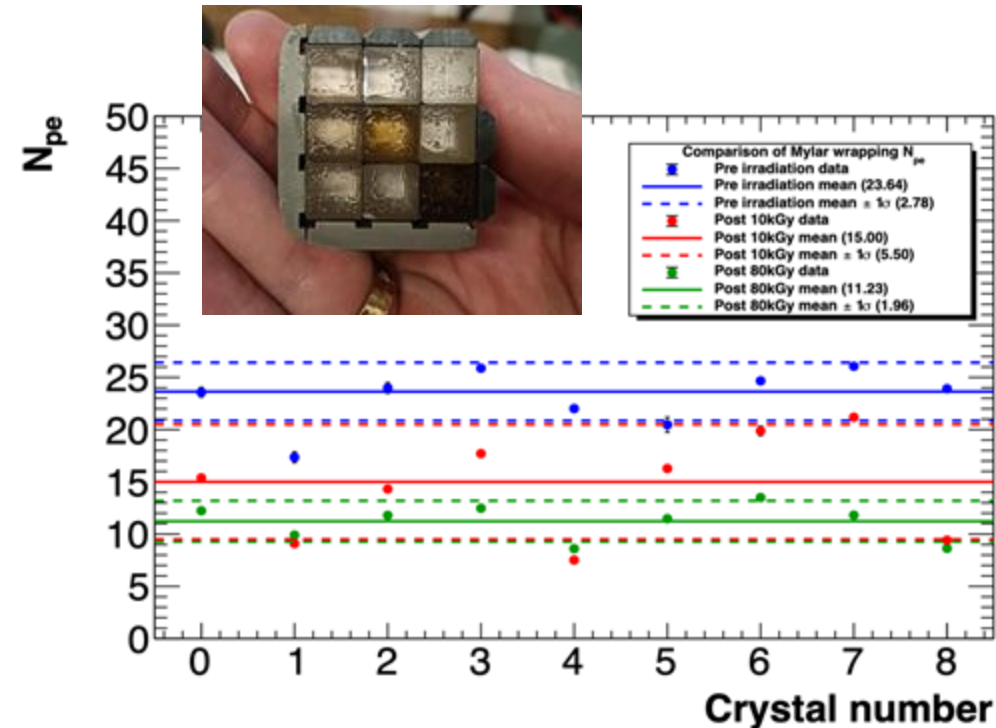 N_pe
50
45
40
35
30
25
20
15
10
5
0
Comparison of Mylar wrapping N_pe
Pre irradiation data
Pre irradiation mean (23.64)
Pre irradiation mean ± 1σ (2.78)
Post 10kGy data
Post 10kGy mean (15.00)
Post 10kGy mean ± 1σ (5.50)
Post 80kGy data
Post 80kGy mean (11.23)
Post 80kGy mean ± 1σ (1.96)
0 1 2 3 4 5 6 7 8
Crystal number